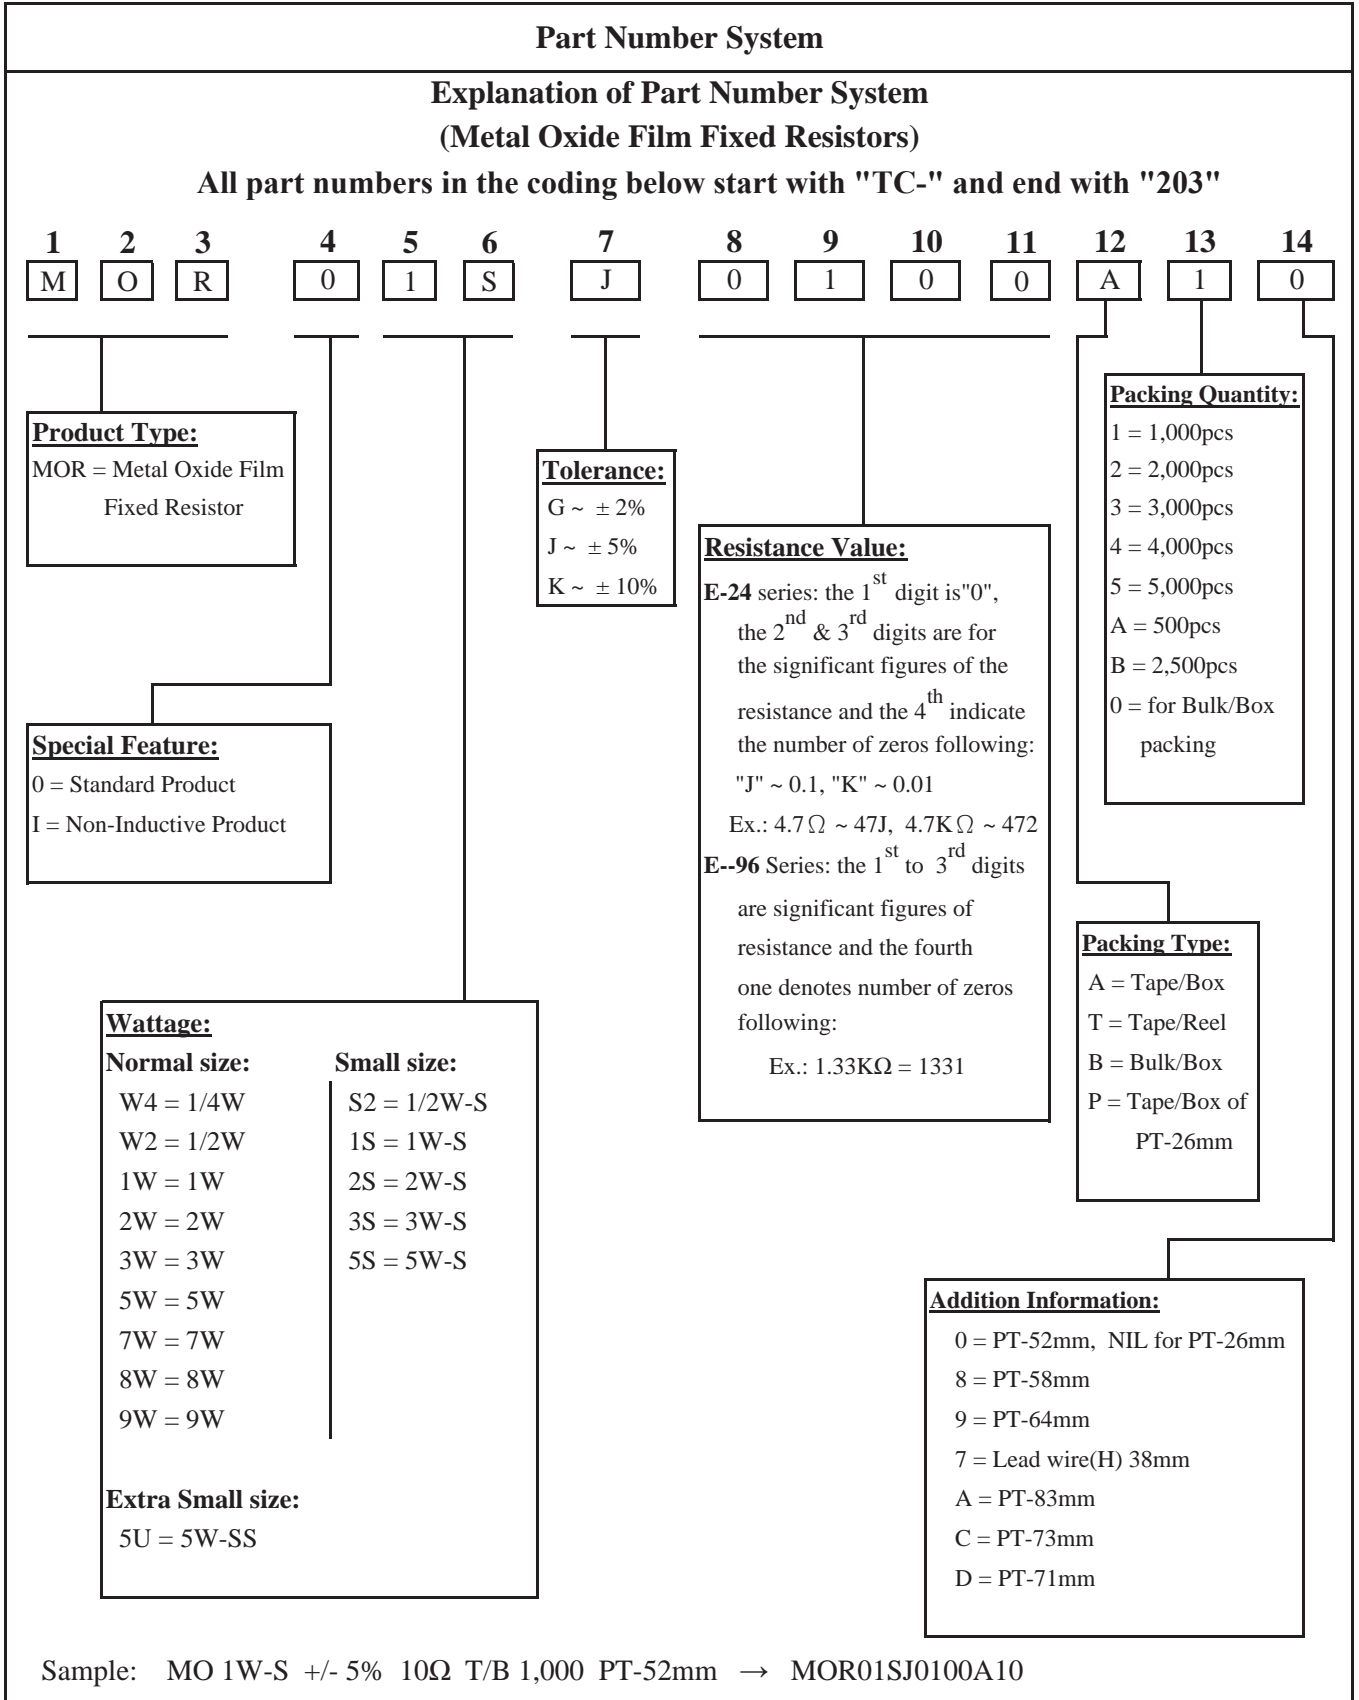 Part Number System
Explanation of Part Number System
(Metal Oxide Film Fixed Resistors)
All part numbers in the coding below start with "TC-" and end with "203"
1 2 3 4 5 6 7 8 9 10 11 12 13 14
M O R 0 1 S J 0 1 0 0 A 1 0
Product Type:
MOR = Metal Oxide Film
Fixed Resistor
Special Feature:
0 = Standard Product
I = Non-Inductive Product
Wattage:
Normal size: Small size:
W4 = 1/4W S2 = 1/2W-S
W2 = 1/2W 1S = 1W-S
1W = 1W 2S = 2W-S
2W = 2W 3S = 3W-S
3W = 3W 5S = 5W-S
5W = 5W
7W = 7W
8W = 8W
9W = 9W
Extra Small size:
5U = 5W-SS
Tolerance:
G ~ ± 2%
J ~ ± 5%
K ~ ± 10%
Resistance Value:
E-24 series: the 1st digit is"0",
the 2nd & 3rd digits are for
the significant figures of the
resistance and the 4th indicate
the number of zeros following:
"J" ~ 0.1, "K" ~ 0.01
Ex.: 4.7Ω ~ 47J, 4.7KΩ ~ 472
E--96 Series: the 1st to 3rd digits
are significant figures of
resistance and the fourth
one denotes number of zeros
following:
Ex.: 1.33KΩ = 1331
Packing Quantity:
1 = 1,000pcs
2 = 2,000pcs
3 = 3,000pcs
4 = 4,000pcs
5 = 5,000pcs
A = 500pcs
B = 2,500pcs
0 = for Bulk/Box
packing
Packing Type:
A = Tape/Box
T = Tape/Reel
B = Bulk/Box
P = Tape/Box of
PT-26mm
Addition Information:
0 = PT-52mm, NIL for PT-26mm
8 = PT-58mm
9 = PT-64mm
7 = Lead wire(H) 38mm
A = PT-83mm
C = PT-73mm
D = PT-71mm
Sample: MO 1W-S +/- 5% 10Ω T/B 1,000 PT-52mm → MOR01SJ0100A10